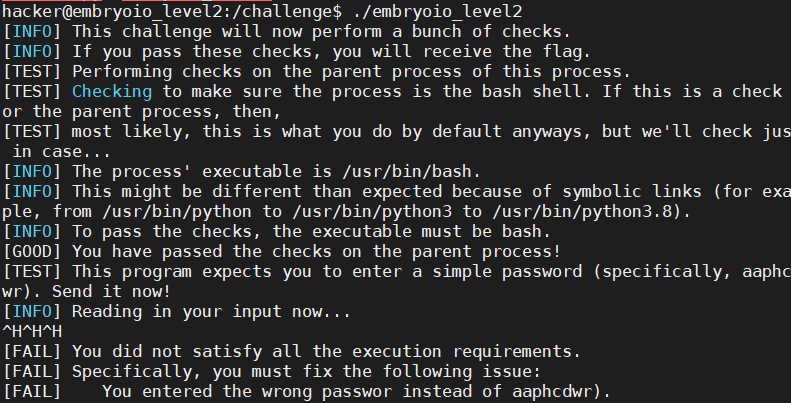 hacker@embryoio_level2:/challenge$ ./embryoio_level2
[INFO] This challenge will now perform a bunch of checks.
[INFO] If you pass these checks, you will receive the flag.
[TEST] Performing checks on the parent process of this process.
[TEST] Checking to make sure the process is the bash shell. If this is a check
or the parent process, then,
[TEST] most likely, this is what you do by default anyways, but we'll check jus
 in case...
[INFO] The process' executable is /usr/bin/bash.
[INFO] This might be different than expected because of symbolic links (for exa
ple, from /usr/bin/python to /usr/bin/python3 to /usr/bin/python3.8).
[INFO] To pass the checks, the executable must be bash.
[GOOD] You have passed the checks on the parent process!
[TEST] This program expects you to enter a simple password (specifically, aaphc
wr). Send it now!
[INFO] Reading in your input now...
^H^H^H
[FAIL] You did not satisfy all the execution requirements.
[FAIL] Specifically, you must fix the following issue:
[FAIL]    You entered the wrong passwor instead of aaphcdwr).